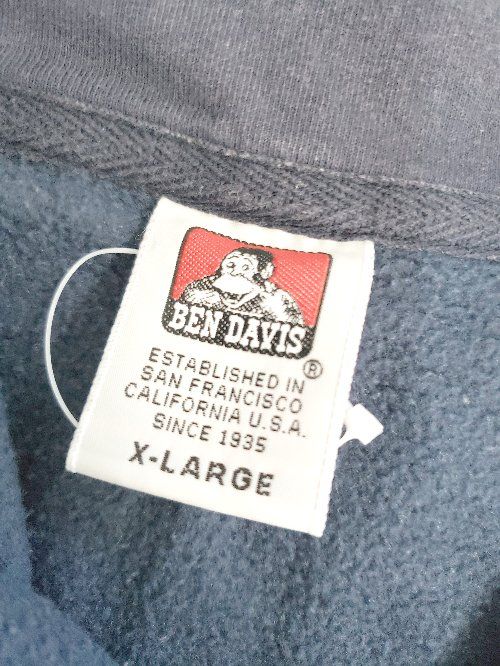 BEN DAVIS
®
ESTABLISHED IN
SAN FRANCISCO
CALIFORNIA U.S.A.
SINCE 1935
X-LARGE